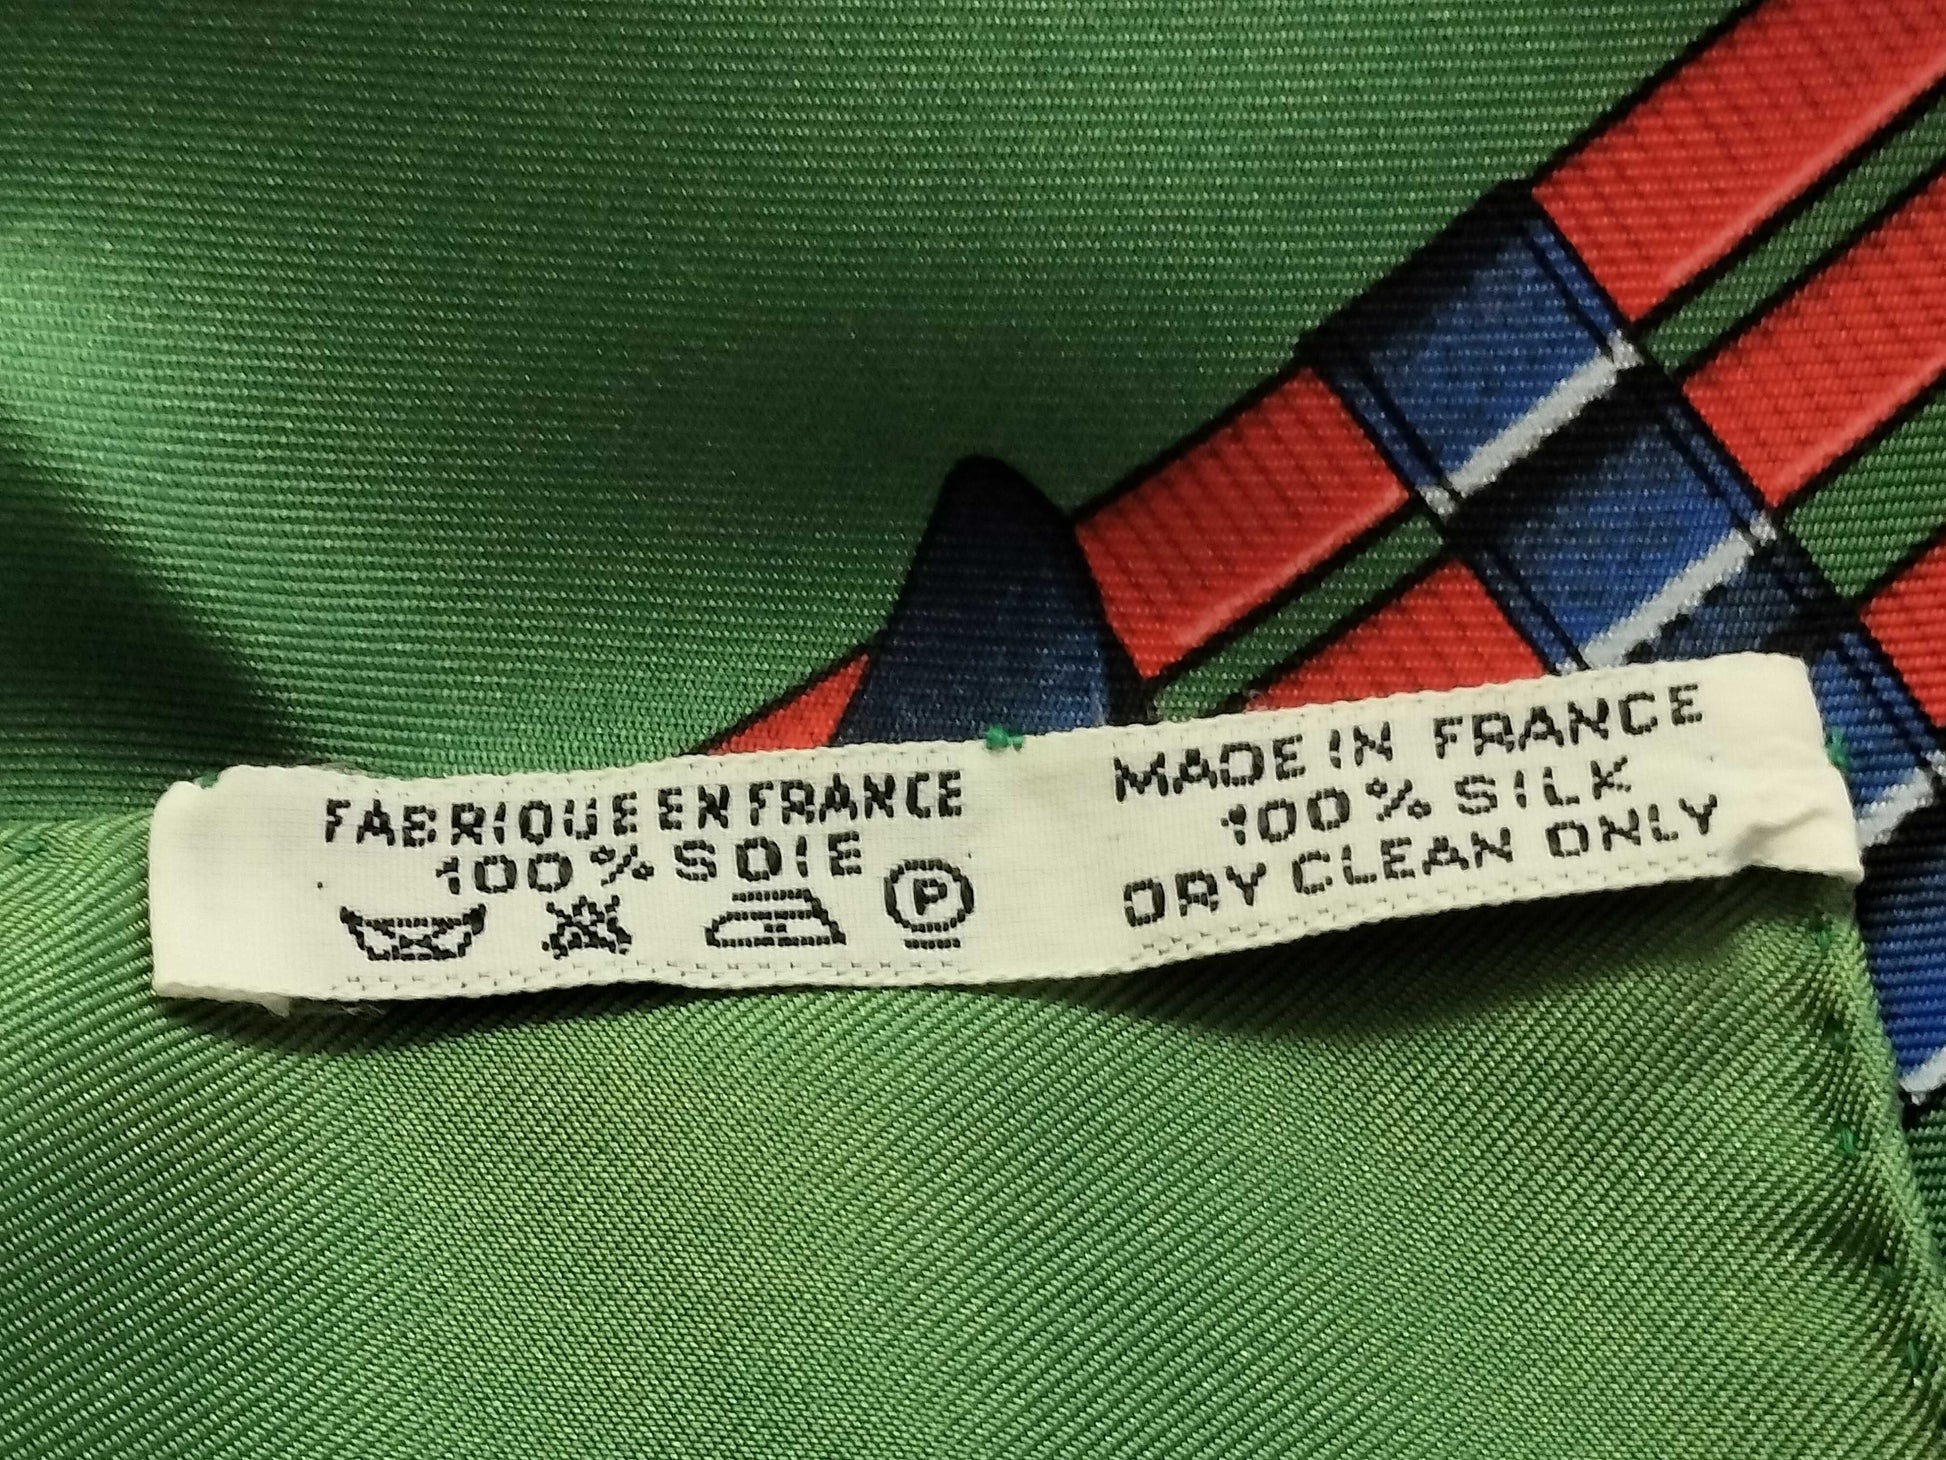 FABRIQUE EN FRANCE
100% SOIE
P
MADE IN FRANCE
100% SILK
DRY CLEAN ONLY